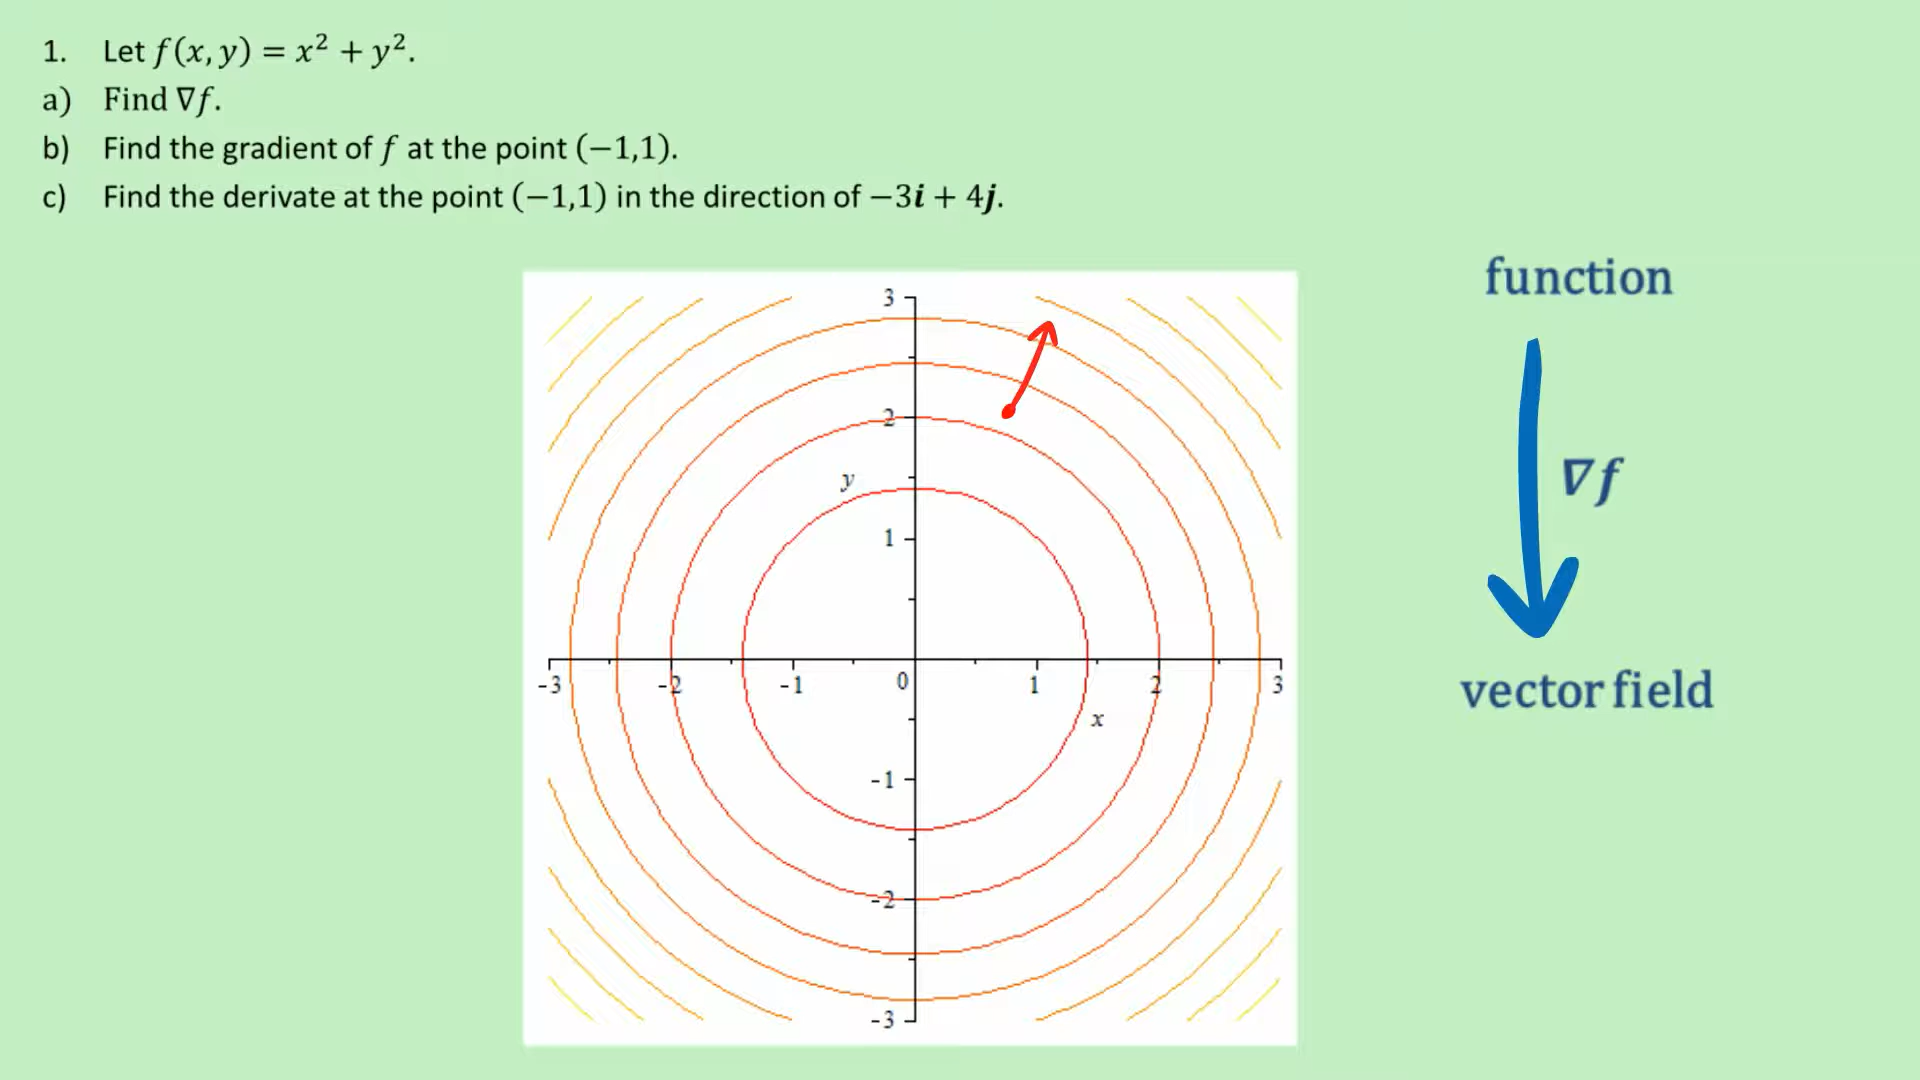 1. Let f(x, y) = x² + y².
a) Find ∇f.
b) Find the gradient of f at the point (−1,1).
c) Find the derivate at the point (−1,1) in the direction of −3i + 4j.
function
∇f
vector field
3
2
y
1
-3 -2 -1 0 1 2 3
x
-1
-2
-3